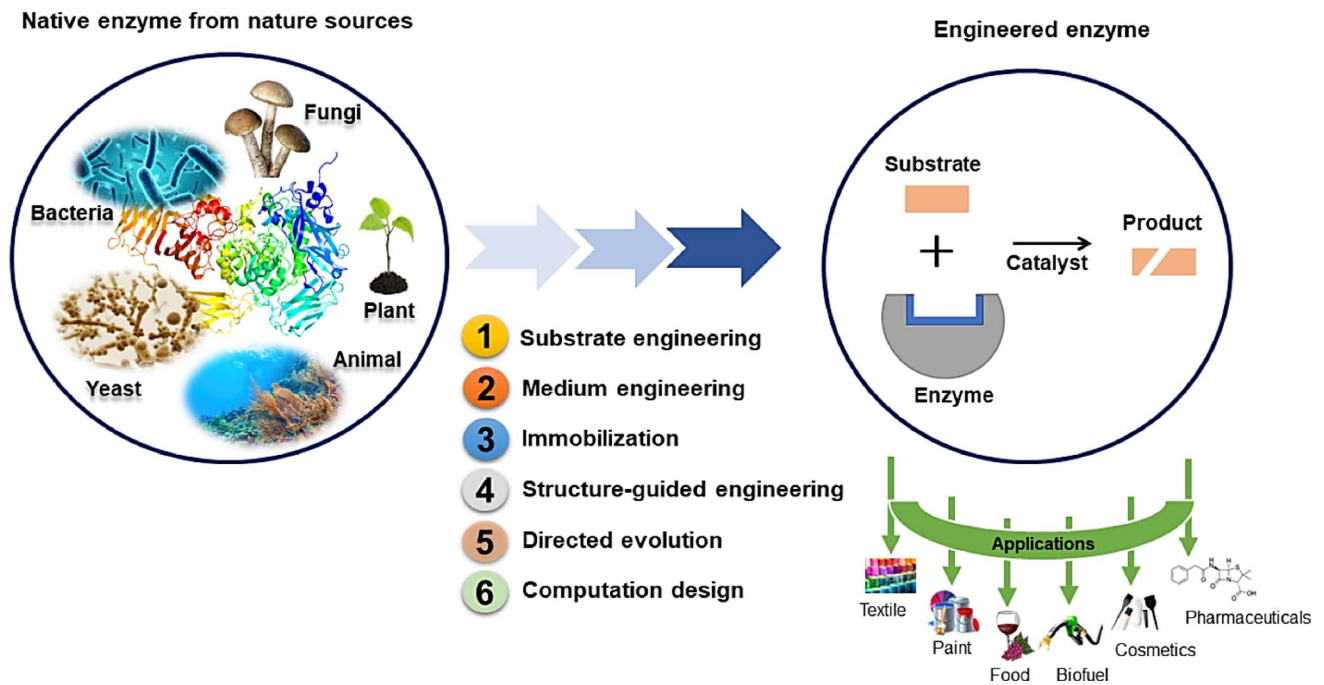 Native enzyme from nature sources
Fungi
Bacteria
Plant
Animal
Yeast
1 Substrate engineering
2 Medium engineering
3 Immobilization
4 Structure-guided engineering
5 Directed evolution
6 Computation design
Engineered enzyme
Substrate
+
Catalyst
Product
Enzyme
Applications
Textile
Paint
Food
Biofuel
Cosmetics
Pharmaceuticals
O
H
N
H
S
O
N
O
OH